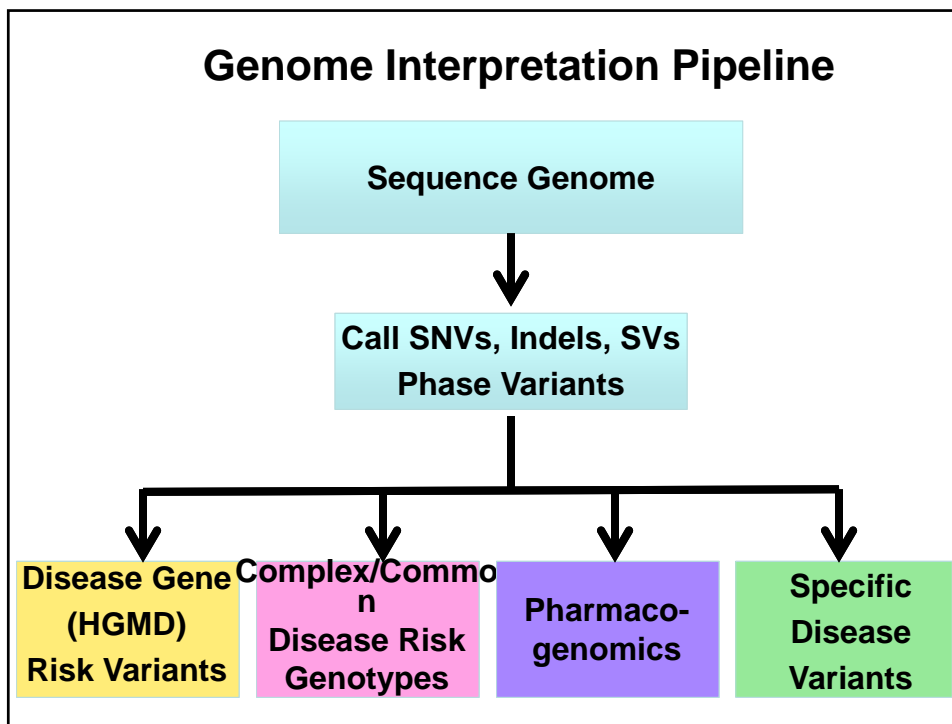 Genome Interpretation Pipeline
Sequence Genome
Call SNVs, Indels, SVs
Phase Variants
Disease Gene
(HGMD)
Risk Variants
Complex/Commo
n
Disease Risk
Genotypes
Pharmaco-
genomics
Specific
Disease
Variants